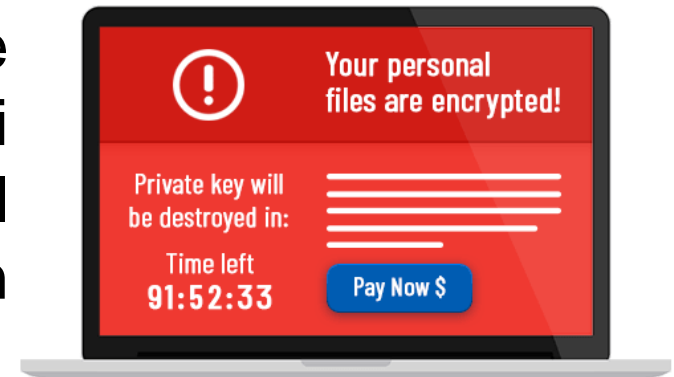 Your personal
files are encrypted!
Private key will
be destroyed in:
Time left
91:52:33
Pay Now $